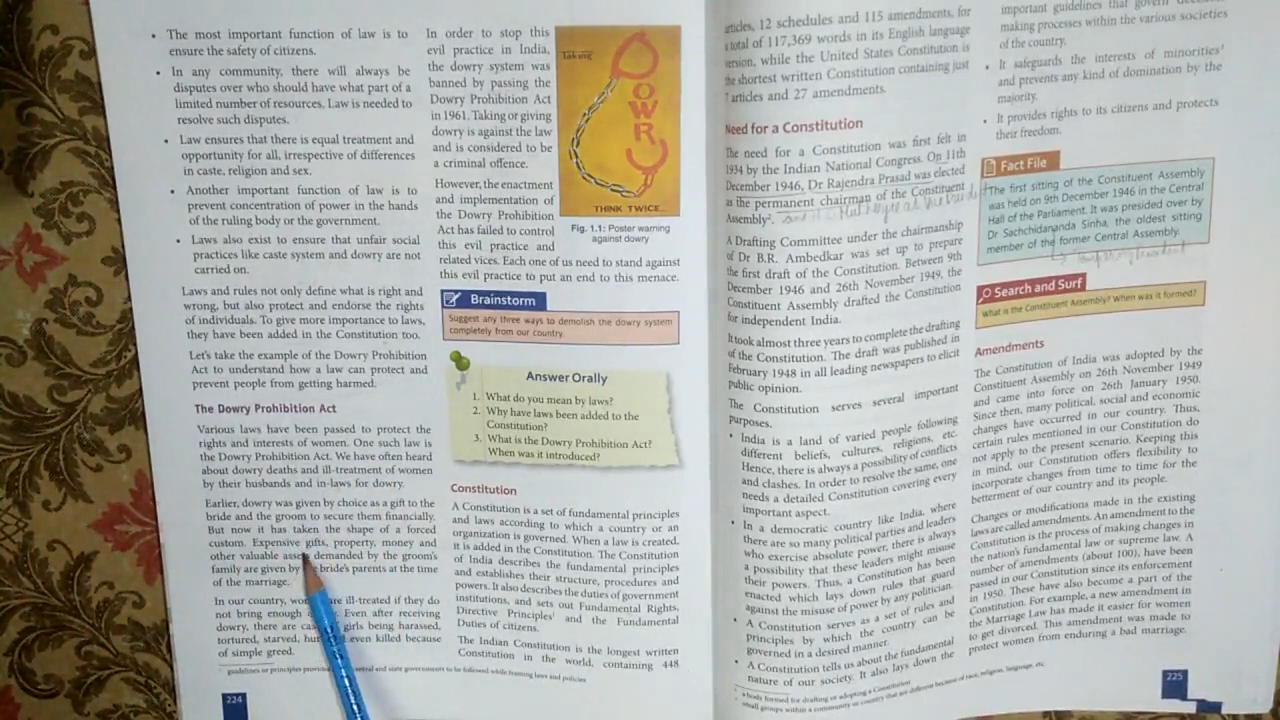 • The most important function of law is to
ensure the safety of citizens.
• In any community, there will always be
disputes over who should have what part of a
limited number of resources. Law is needed to
resolve such disputes.
• Law ensures that there is equal treatment and
opportunity for all, irrespective of differences
in caste, religion and sex.
• Another important function of law is to
prevent concentration of power in the hands
of the ruling body or the government.
• Laws also exist to ensure that unfair social
practices like caste system and dowry are not
carried on.
Laws and rules not only define what is right and
wrong, but also protect and endorse the rights
of individuals. To give more importance to laws,
they have been added in the Constitution too.
Let's take the example of the Dowry Prohibition
Act to understand how a law can protect and
prevent people from getting harmed.
The Dowry Prohibition Act
Various laws have been passed to protect the
rights and interests of women. One such law is
the Dowry Prohibition Act. We have often heard
about dowry deaths and ill-treatment of women
by their husbands and in-laws for dowry.
Earlier, dowry was given by choice as a gift to the
bride and the groom to secure them financially.
But now it has taken the shape of a forced
custom. Expensive gifts, property, money and
other valuable demanded by the groom's
family are given by bride's parents at the time
of the marriage.
In our country, are ill-treated if they do
not bring enough Even after receiving
dowry, there are girls being harassed,
tortured, starved, even killed because
of simple greed.
guidelines or principles and state governments to be followed while framing laws and policies
224
In order to stop this
evil practice in India,
the dowry system was
banned by passing the
Dowry Prohibition Act
in 1961. Taking or giving
dowry is against the law
and is considered to be
a criminal offence.
However, the enactment
and implementation of
the Dowry Prohibition
Act has failed to control
this evil practice and
related vices. Each one of us need to stand against
this evil practice to put an end to this menace.
Taking
DOWRY
THINK TWICE...
Fig. 1.1: Poster warning
against dowry
Brainstorm
Suggest any three ways to demolish the dowry system
completely from our country.
Answer Orally
1. What do you mean by laws?
2. Why have laws been added to the
Constitution?
3. What is the Dowry Prohibition Act?
When was it introduced?
Constitution
A Constitution is a set of fundamental principles
and laws according to which a country or an
organization is governed. When a law is created,
it is added in the Constitution. The Constitution
of India describes the fundamental principles
and establishes their structure, procedures and
powers. It also describes the duties of government
institutions, and sets out Fundamental Rights,
Directive Principles¹ and the Fundamental
Duties of citizens.
The Indian Constitution is the longest written
Constitution in the world, containing 448
articles, 12 schedules and 115 amendments, for
a total of 117,369 words in its English language
version, while the United States Constitution is
the shortest written Constitution containing just
7 articles and 27 amendments.
Need for a Constitution
The need for a Constitution was first felt in
1934 by the Indian National Congress. On 11th
December 1946, Dr Rajendra Prasad was elected
as the permanent chairman of the Constituent
Assembly².
A Drafting Committee under the chairmanship
of Dr B.R. Ambedkar was set up to prepare
the first draft of the Constitution. Between 9th
December 1946 and 26th November 1949, the
Constituent Assembly drafted the Constitution
for independent India.
It took almost three years to complete the drafting
of the Constitution. The draft was published in
February 1948 in all leading newspapers to elicit
public opinion.
The Constitution serves several important
purposes.
• India is a land of varied people following
different beliefs, cultures, religions, etc.
Hence, there is always a possibility of conflicts
and clashes. In order to resolve the same, one
needs a detailed Constitution covering every
important aspect.
• In a democratic country like India, where
there are so many political parties and leaders
who exercise absolute power, there is always
a possibility that these leaders might misuse
their powers. Thus, a Constitution has been
enacted which lays down rules that guard
against the misuse of power by any politician.
• A Constitution serves as a set of rules and
principles by which the country can be
governed in a desired manner.
• A Constitution tells us about the fundamental
nature of our society. It also lays down the
important guidelines that govern
making processes within the various societies
of the country.
• It safeguards the interests of minorities³
and prevents any kind of domination by the
majority.
• It provides rights to its citizens and protects
their freedom.
Fact File
The first sitting of the Constituent Assembly
was held on 9th December 1946 in the Central
Hall of the Parliament. It was presided over by
Dr Sachchidananda Sinha, the oldest sitting
member of the former Central Assembly.
Search and Surf
What is the Constituent Assembly? When was it formed?
Amendments
The Constitution of India was adopted by the
Constituent Assembly on 26th November 1949
and came into force on 26th January 1950.
Since then, many political, social and economic
changes have occurred in our country. Thus,
certain rules mentioned in our Constitution do
not apply to the present scenario. Keeping this
in mind, our Constitution offers flexibility to
incorporate changes from time to time for the
betterment of our country and its people.
Changes or modifications made in the existing
laws are called amendments. An amendment to the
Constitution is the process of making changes in
the nation's fundamental law or supreme law. A
number of amendments (about 100), have been
passed in our Constitution since its enforcement
in 1950. These have also become a part of the
Constitution. For example, a new amendment in
the Marriage Law has made it easier for women
to get divorced. This amendment was made to
protect women from enduring a bad marriage.
² a body formed for drafting or adopting a Constitution
³ small groups within a community or country that are different because of race, religion, language, etc.
225